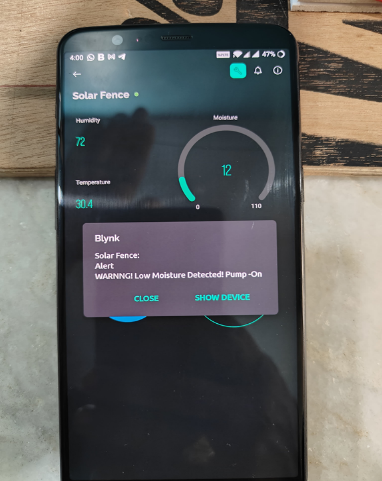 4:00
47%
Solar Fence
Humidity
72
Moisture
12
0
110
Temperature
30.4
Blynk
Solar Fence:
Alert
WARNNG! Low Moisture Detected! Pump -On
CLOSE
SHOW DEVICE